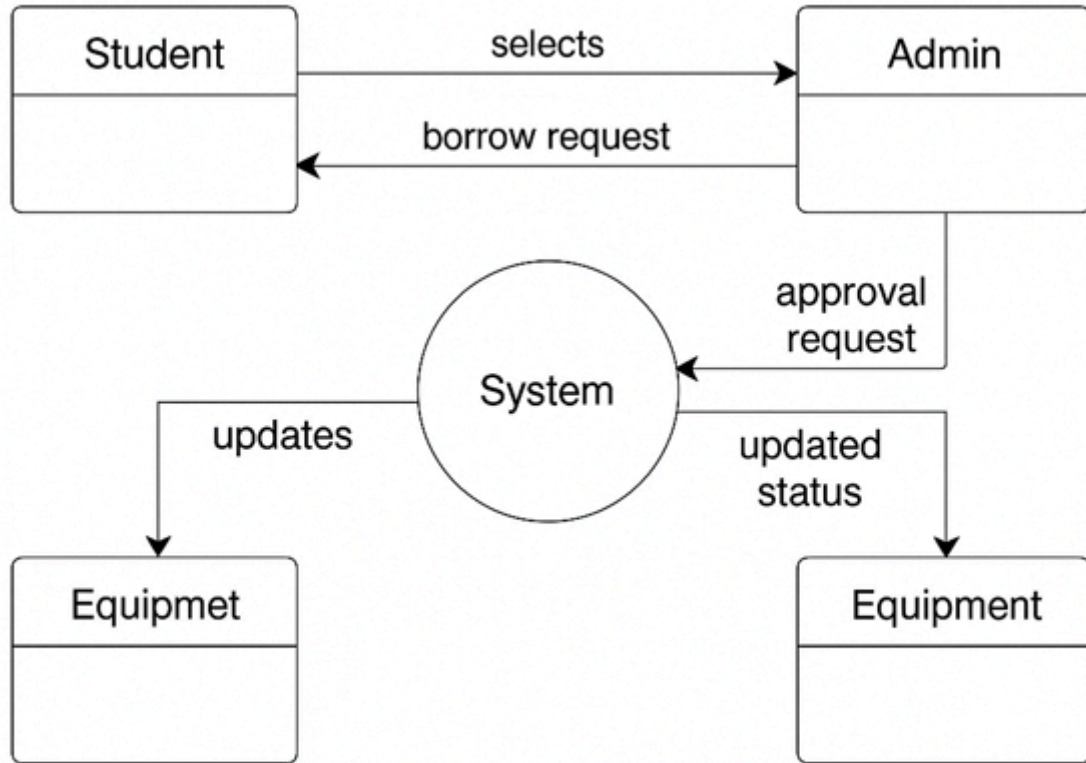 Student
selects
Admin
borrow request
approval
request
System
updates
updated
status
Equipmet
Equipment